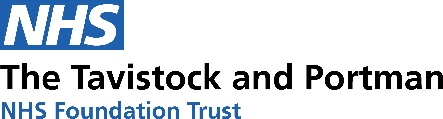 NHS
The Tavistock and Portman
NHS Foundation Trust